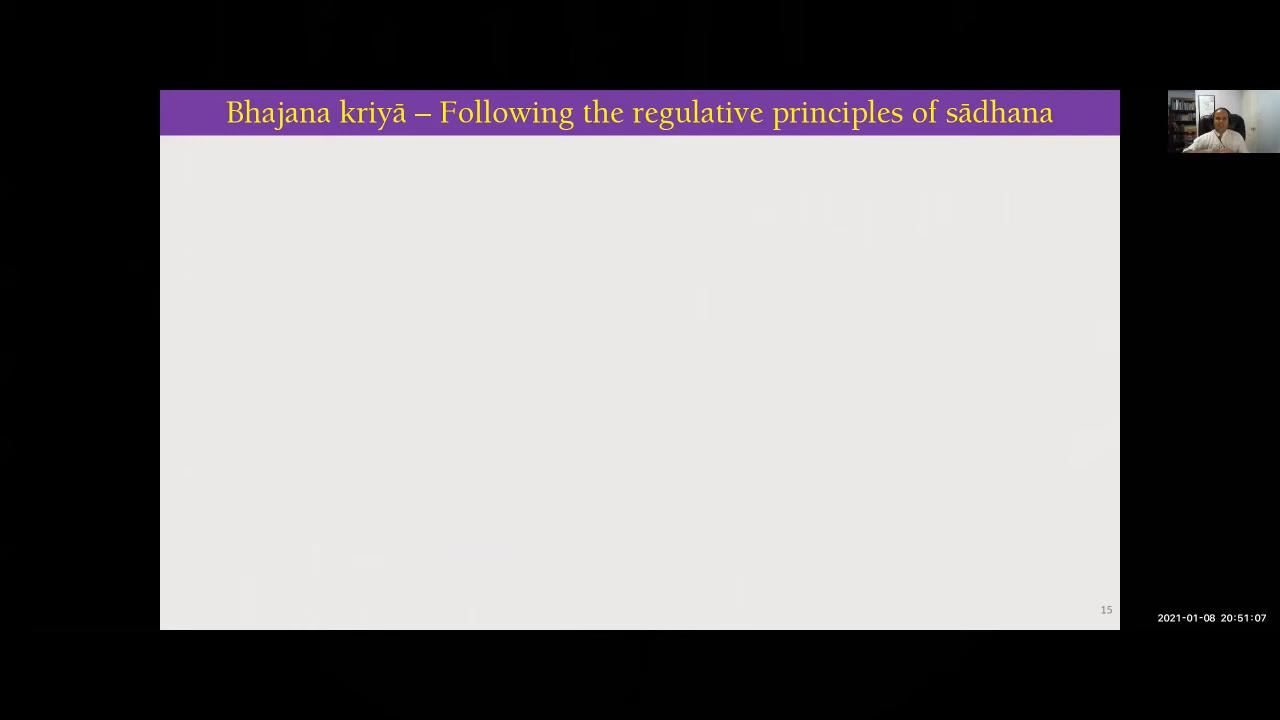 Bhajana kriyā – Following the regulative principles of sādhana
15
2021-01-08 20:51:07